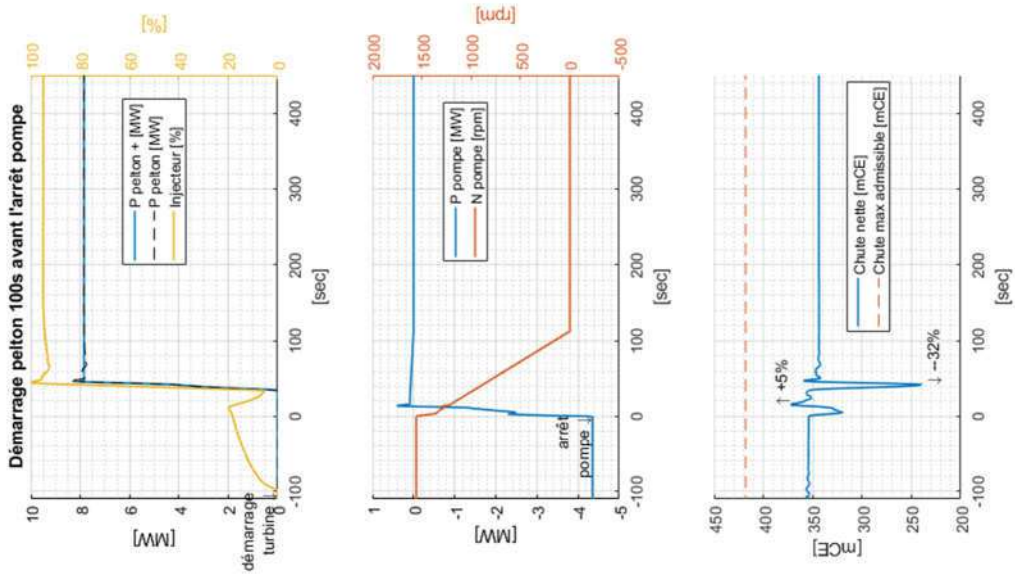 Démarrage pelton 100s avant l'arrêt pompe
10
8
6
4
2
0
[MW]
100
80
60
40
20
0
[%]
P pelton + [MW]
P pelton [MW]
Injecteur [%]
démarrage
turbine
-100
0
100
200
300
400
[sec]
1
0
-1
-2
-3
-4
-5
[MW]
2000
1500
1000
500
0
-500
[rpm]
P pompe [MW]
N pompe [rpm]
arrêt
pompe
-100
0
100
200
300
400
[sec]
450
400
350
300
250
200
[mCE]
↑ +5%
↓ --32%
Chute nette [mCE]
Chute max admissible [mCE]
-100
0
100
200
300
400
[sec]